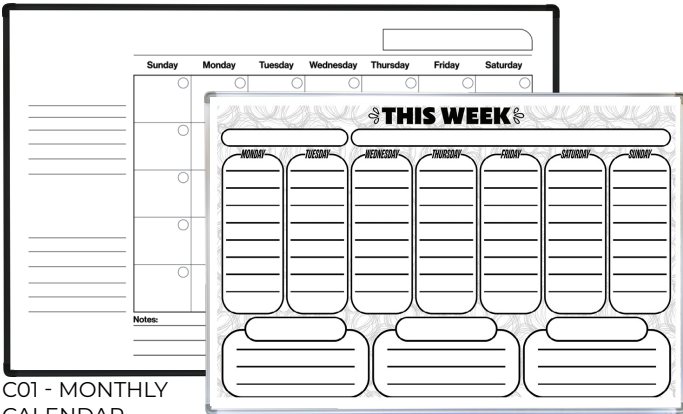 Sunday Monday Tuesday Wednesday Thursday Friday Saturday
THIS WEEK
MONDAY TUESDAY WEDNESDAY THURSDAY FRIDAY SATURDAY SUNDAY
Notes:
C01 - MONTHLY
CALENDAR